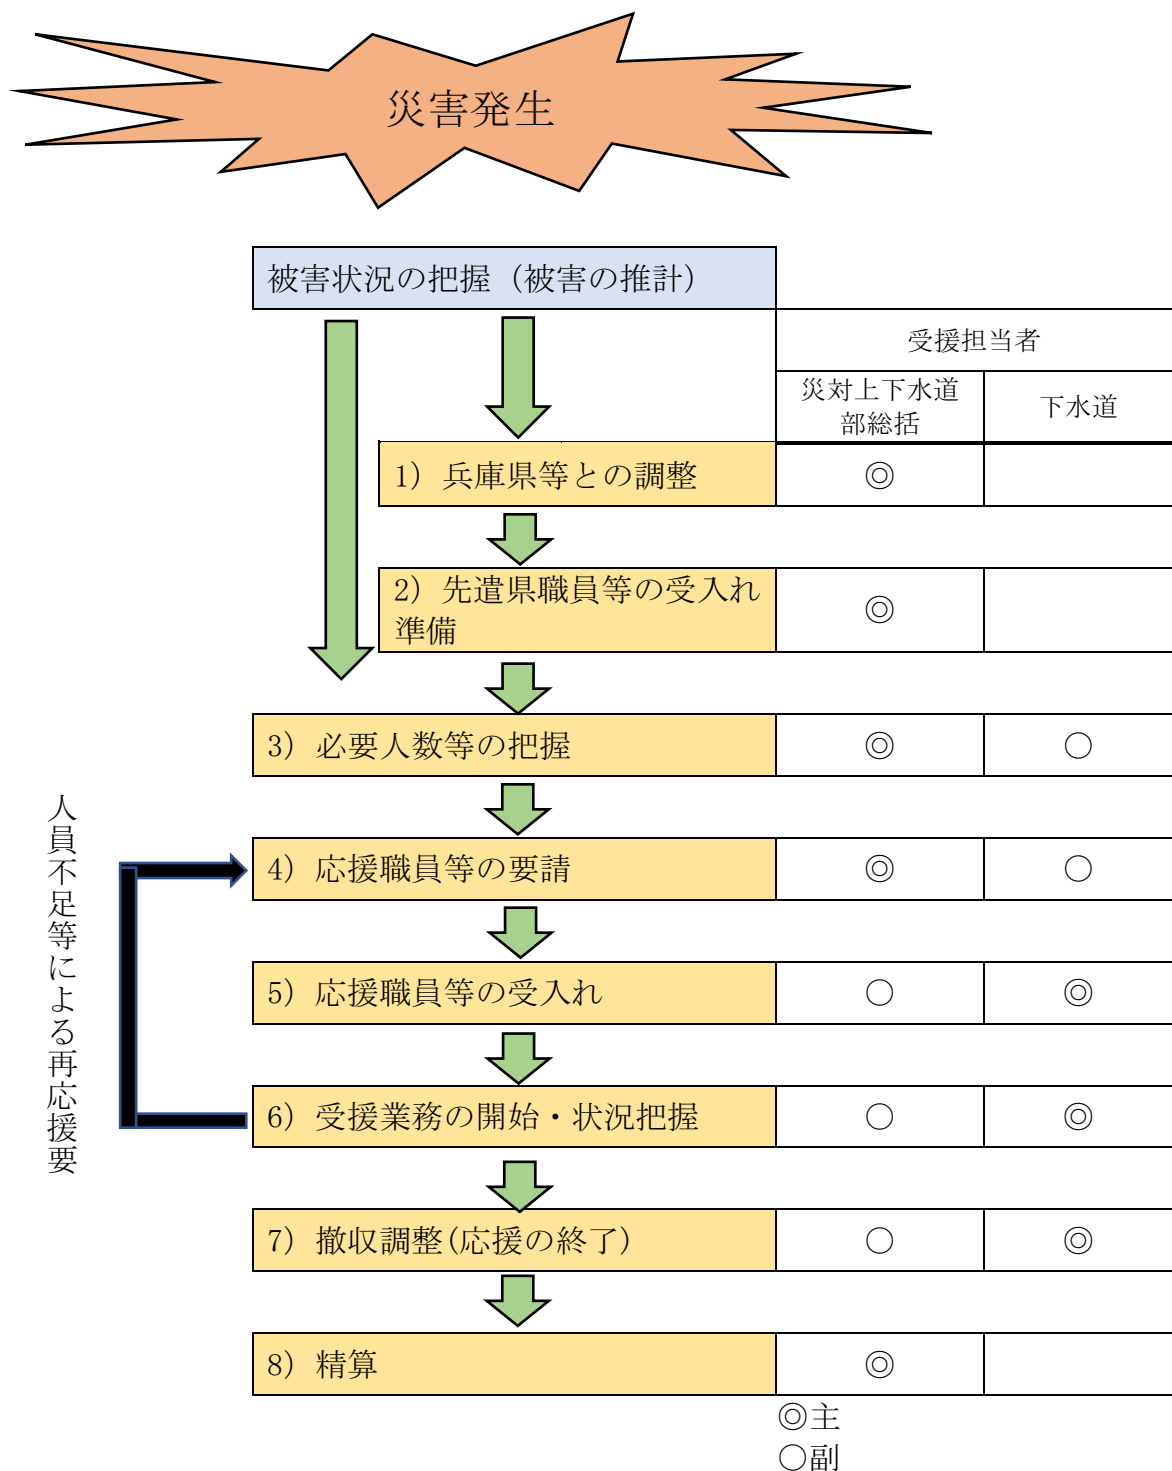 災害発生
被害状況の把握（被害の推計）
受援担当者
災対上下水道
部総括
下水道
1）兵庫県等との調整 ◎
2）先遣県職員等の受入れ
準備
◎
3）必要人数等の把握 ◎ ○
4）応援職員等の要請 ◎ ○
5）応援職員等の受入れ ○ ◎
6）受援業務の開始・状況把握 ○ ◎
7）撤収調整(応援の終了) ○ ◎
8）精算 ◎
人員不足等による再応援要
◎主
○副